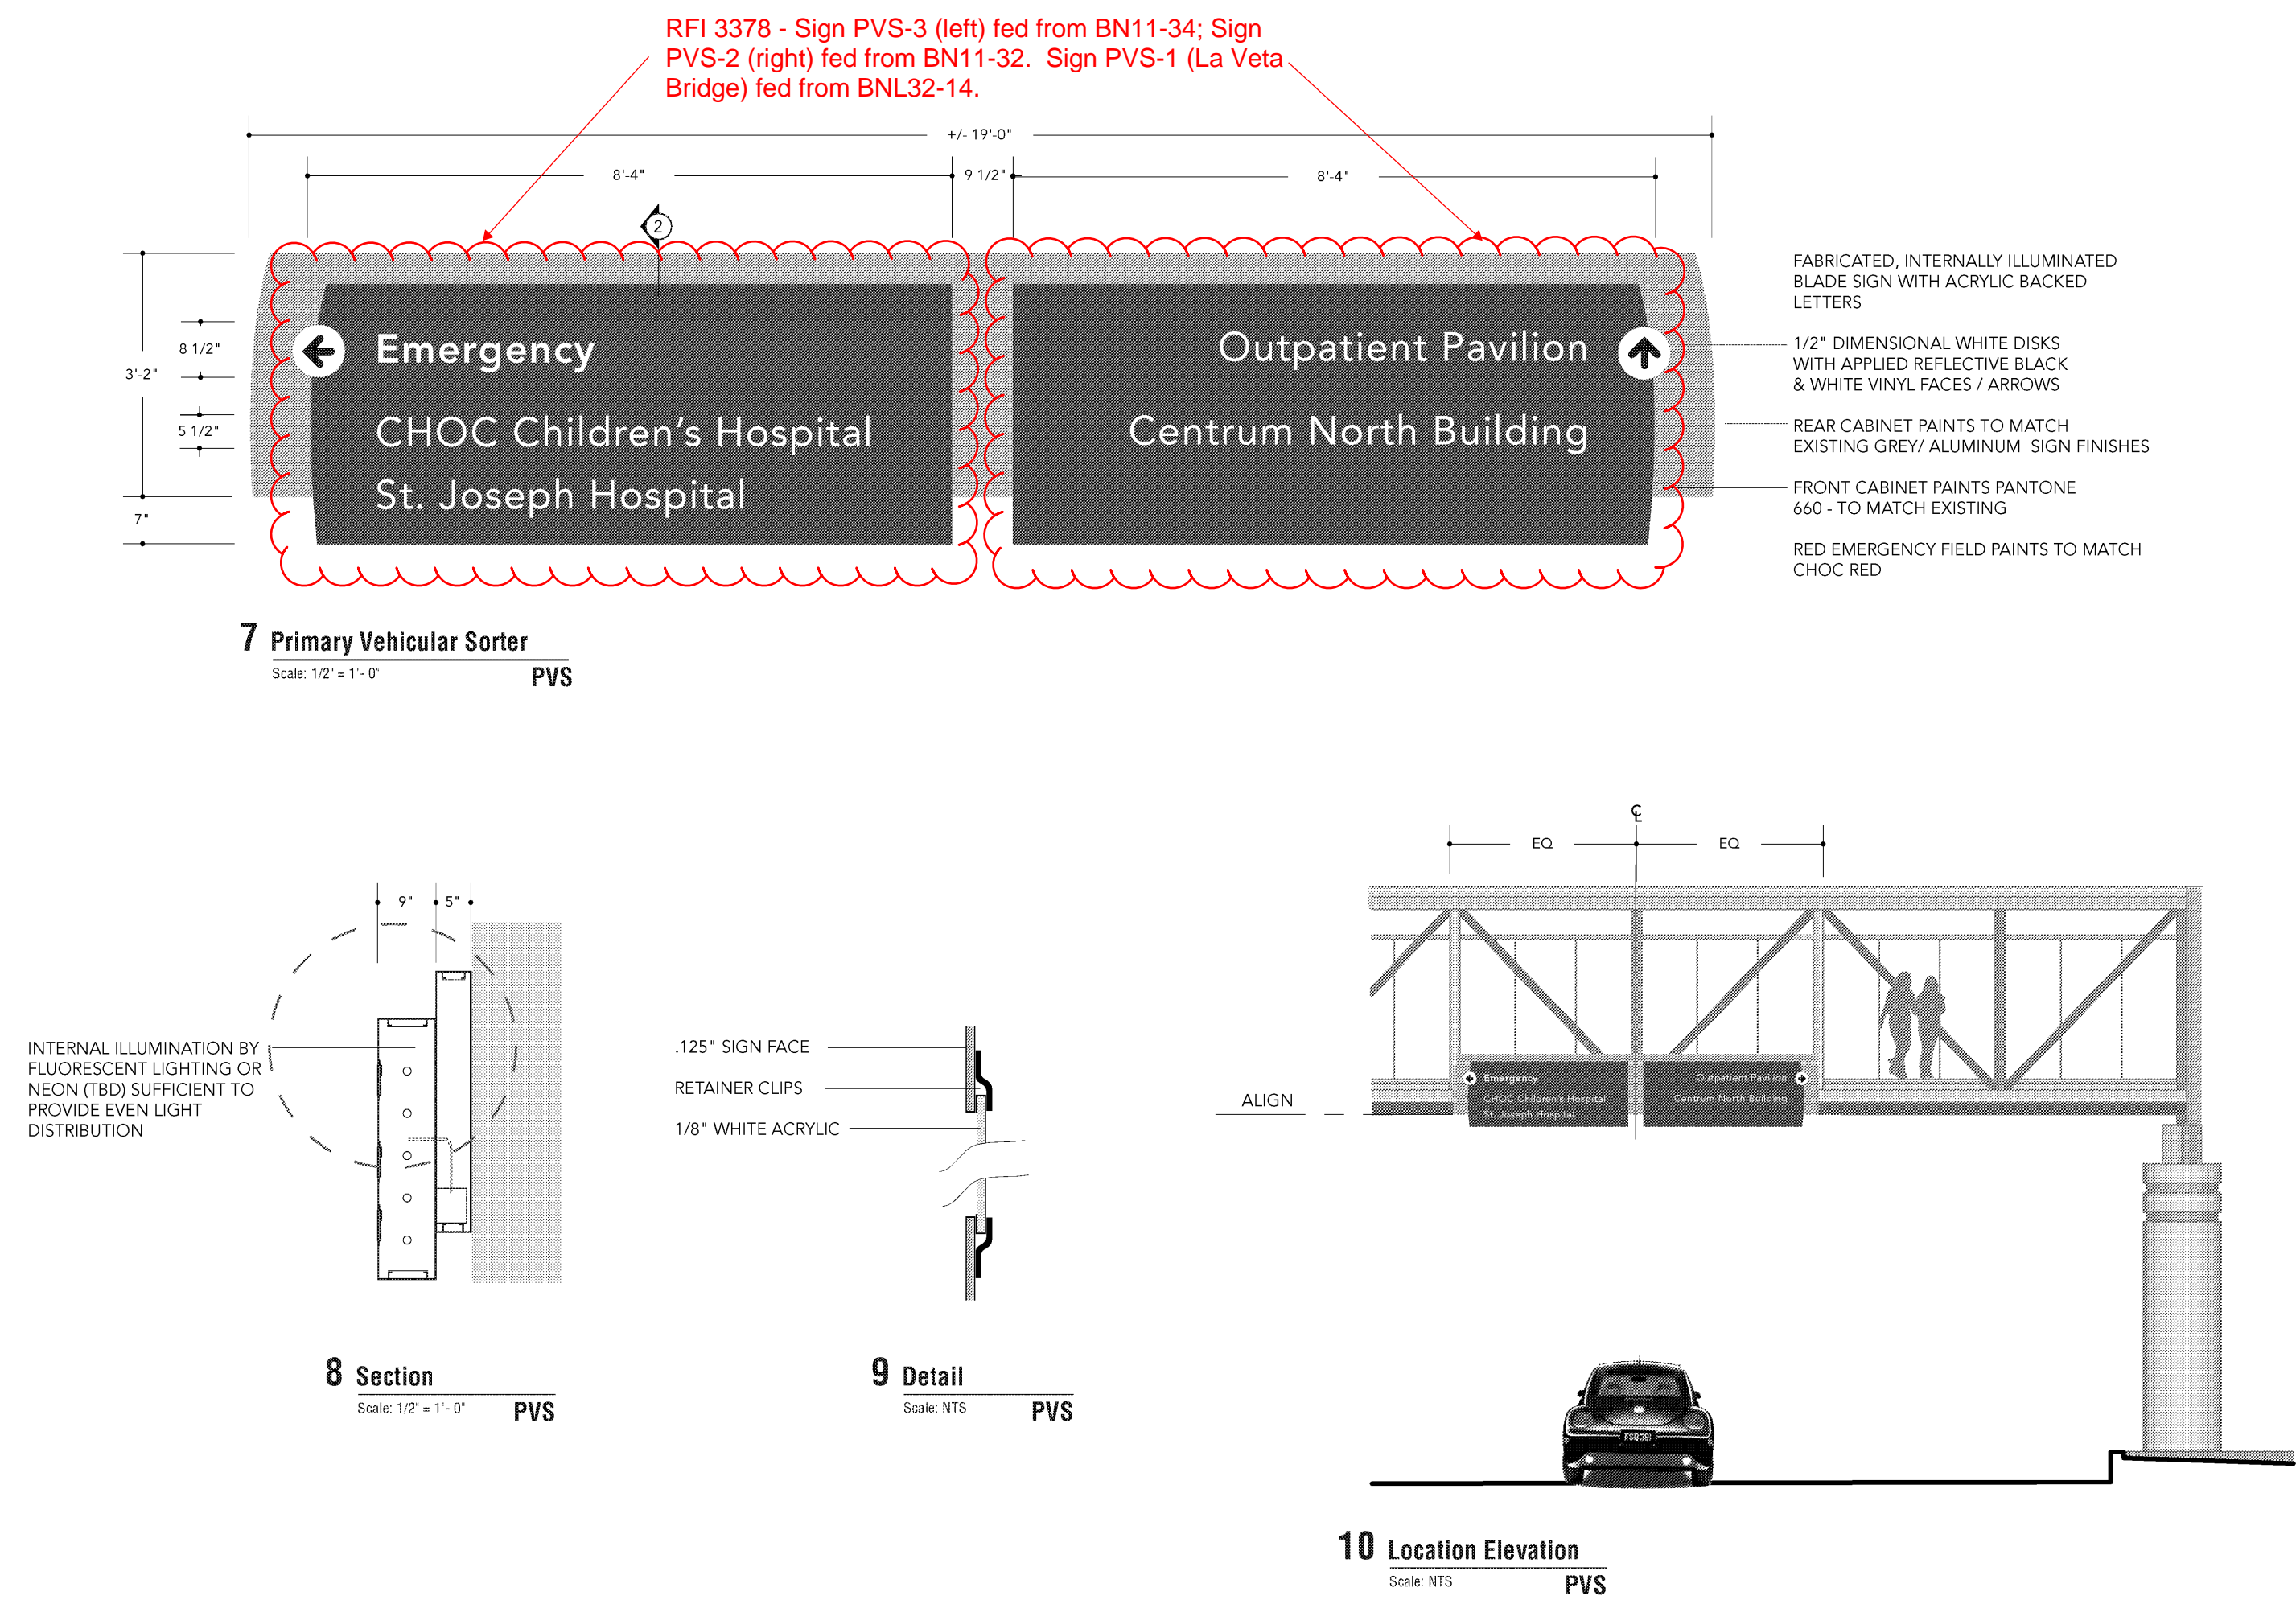 RFI 3378 - Sign PVS-3 (left) fed from BN11-34; Sign
PVS-2 (right) fed from BN11-32.  Sign PVS-1 (La Veta
Bridge) fed from BNL32-14.
+/- 19'-0"
8'-4"
9 1/2"
8'-4"
2
3'-2"
8 1/2"
5 1/2"
7"
Emergency
CHOC Children's Hospital
St. Joseph Hospital
Outpatient Pavilion
Centrum North Building
FABRICATED, INTERNALLY ILLUMINATED
BLADE SIGN WITH ACRYLIC BACKED
LETTERS
1/2" DIMENSIONAL WHITE DISKS
WITH APPLIED REFLECTIVE BLACK
& WHITE VINYL FACES / ARROWS
REAR CABINET PAINTS TO MATCH
EXISTING GREY/ ALUMINUM  SIGN FINISHES
FRONT CABINET PAINTS PANTONE
660 - TO MATCH EXISTING
RED EMERGENCY FIELD PAINTS TO MATCH
CHOC RED
7 Primary Vehicular Sorter
Scale: 1/2" = 1'- 0"
PVS
9"
5"
INTERNAL ILLUMINATION BY
FLUORESCENT LIGHTING OR
NEON (TBD) SUFFICIENT TO
PROVIDE EVEN LIGHT
DISTRIBUTION
8 Section
Scale: 1/2" = 1'- 0"
PVS
.125" SIGN FACE
RETAINER CLIPS
1/8" WHITE ACRYLIC
9 Detail
Scale: NTS
PVS
℄
EQ
EQ
ALIGN
Emergency
CHOC Children's Hospital
St. Joseph Hospital
Outpatient Pavilion
Centrum North Building
10 Location Elevation
Scale: NTS
PVS